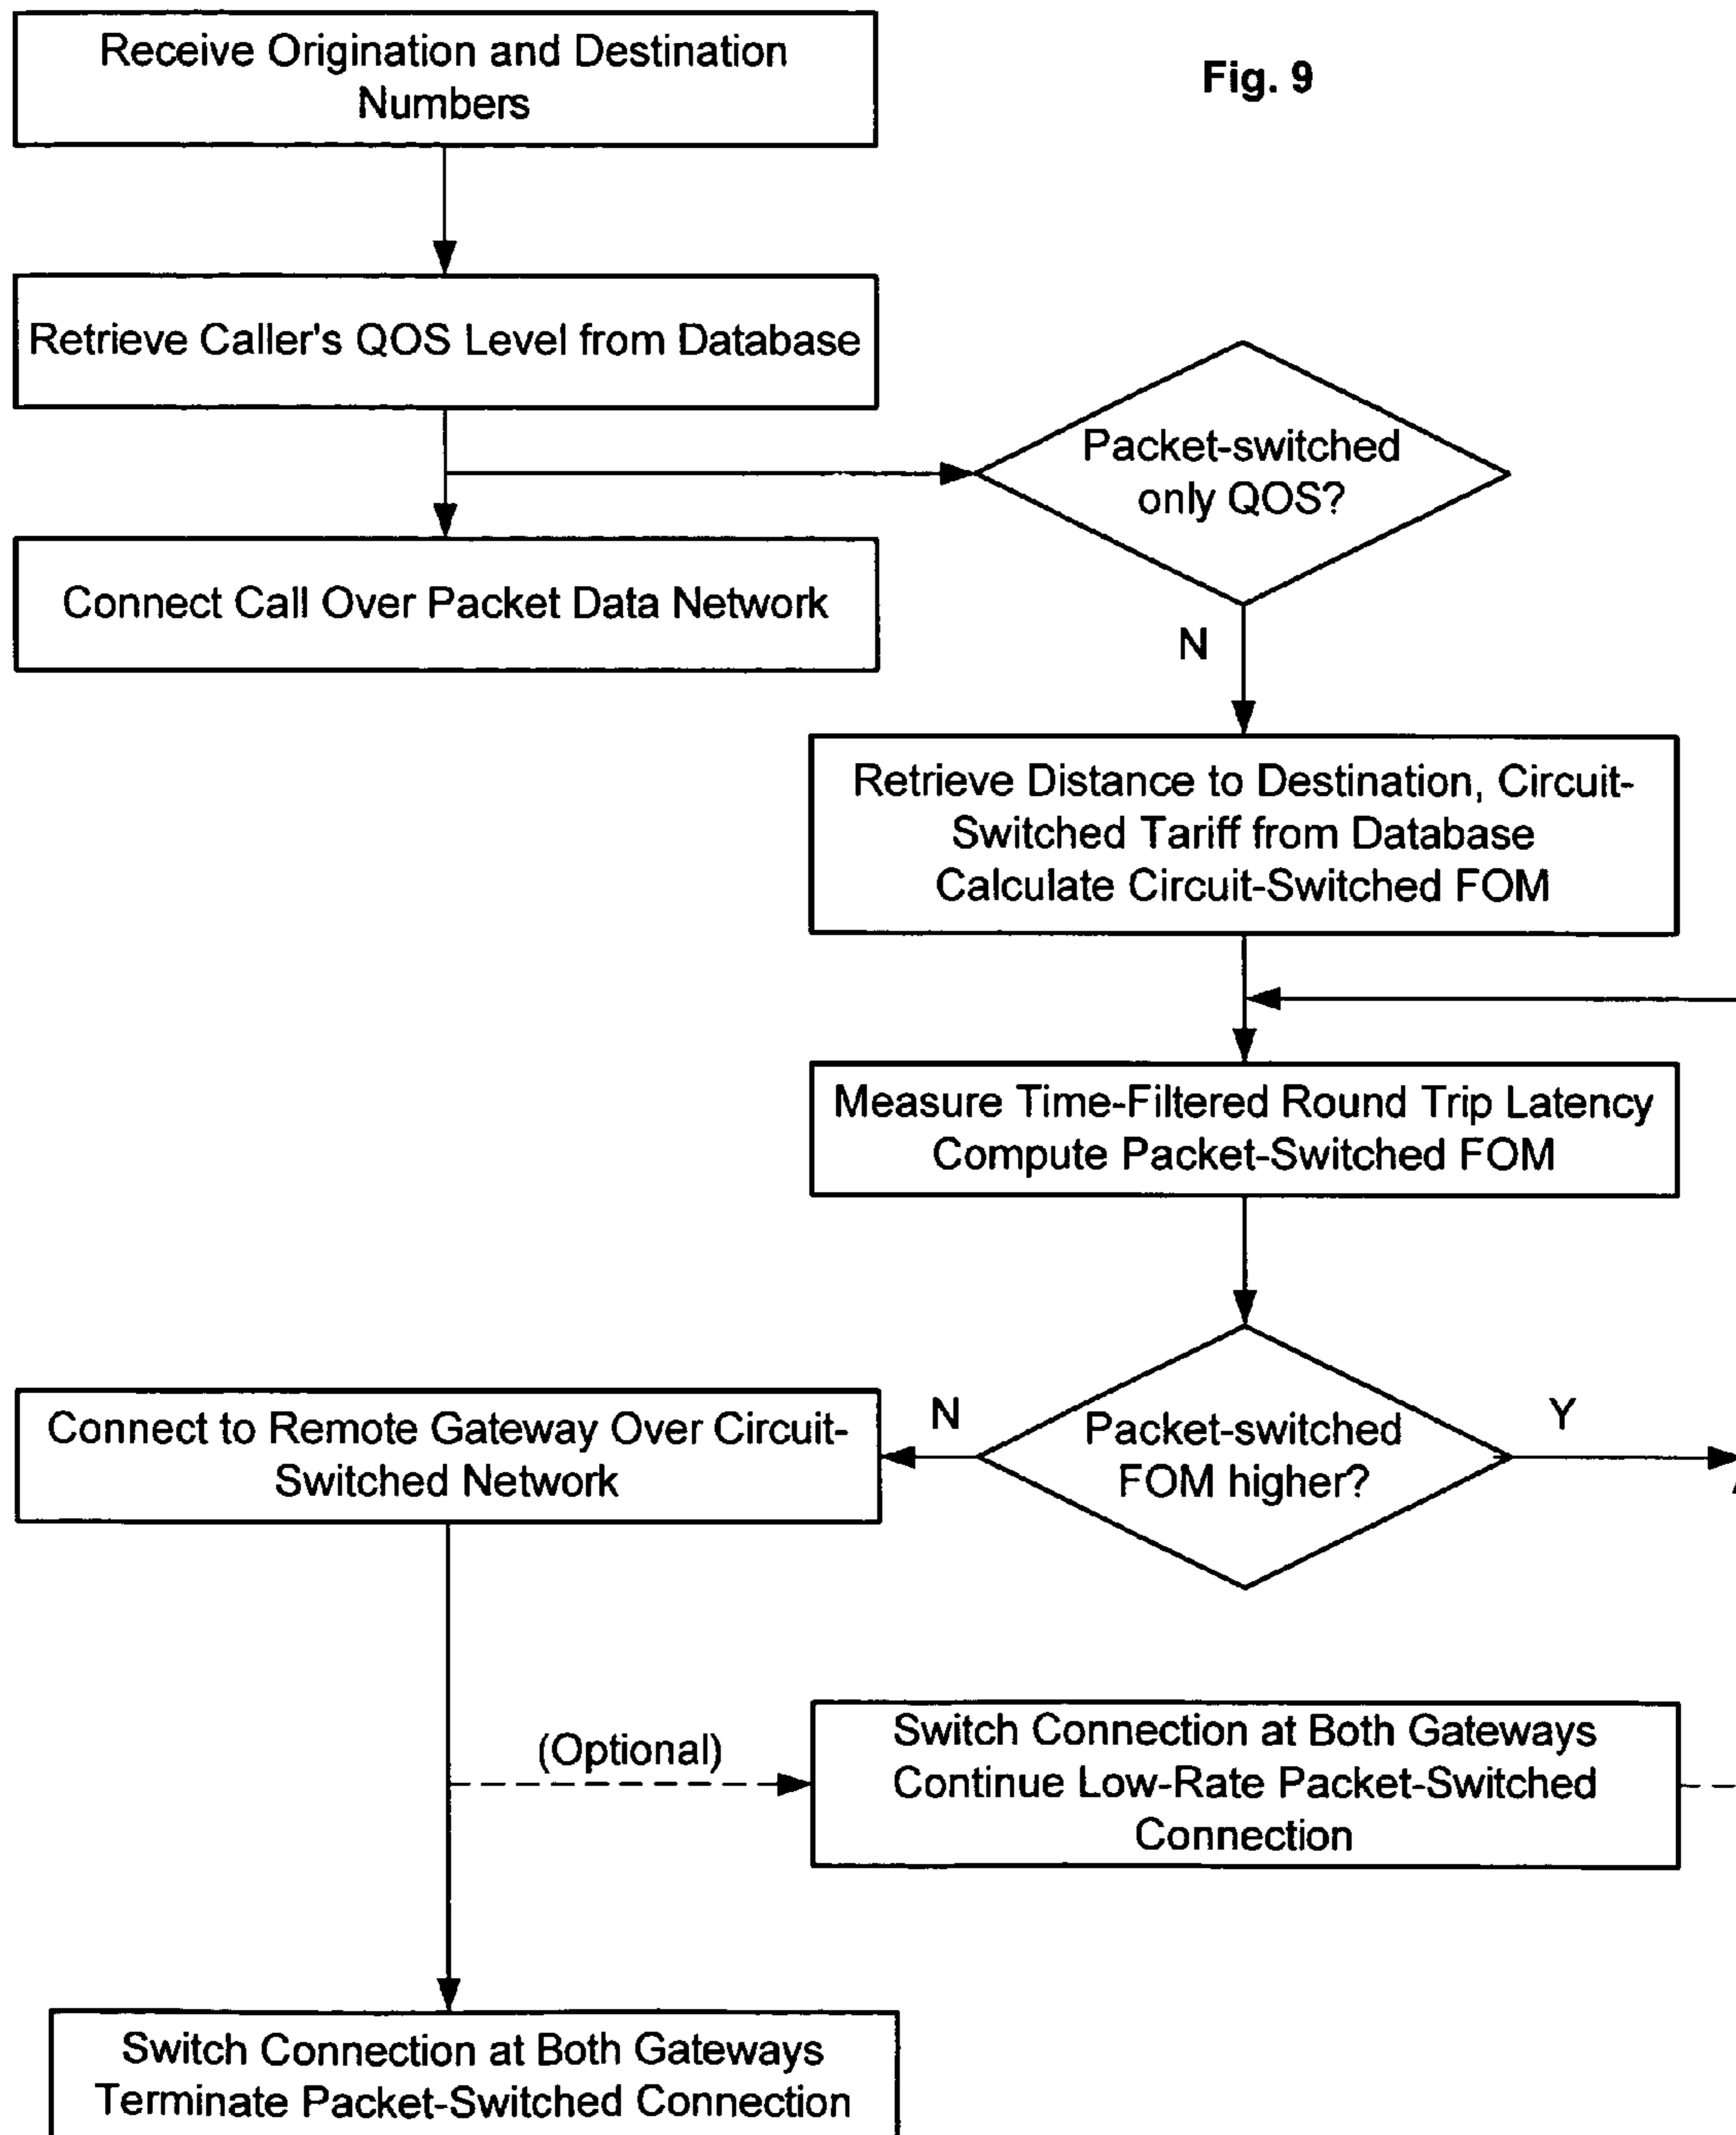 Fig. 9
Receive Origination and Destination
Numbers
Retrieve Caller's QOS Level from Database
Packet-switched
only QOS?
Connect Call Over Packet Data Network
N
Retrieve Distance to Destination, Circuit-
Switched Tariff from Database
Calculate Circuit-Switched FOM
Measure Time-Filtered Round Trip Latency
Compute Packet-Switched FOM
Packet-switched
FOM higher?
N
Y
Connect to Remote Gateway Over Circuit-
Switched Network
(Optional)
Switch Connection at Both Gateways
Continue Low-Rate Packet-Switched
Connection
Switch Connection at Both Gateways
Terminate Packet-Switched Connection